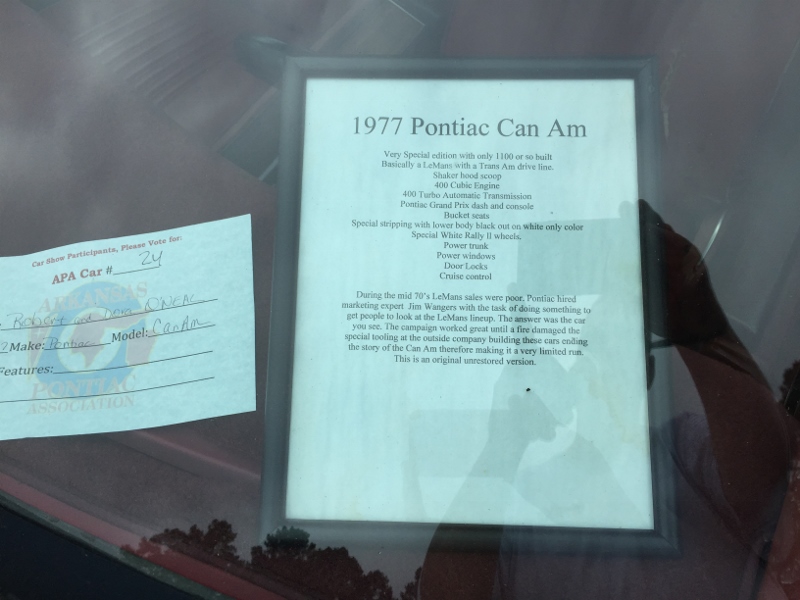 1977 Pontiac Can Am
Very Special edition with only 1100 or so built
Basically a LeMans with a Trans Am drive line.
Shaker hood scoop
400 Cubic Engine
400 Turbo Automatic Transmission
Pontiac Grand Prix dash and console
Bucket seats
Special stripping with lower body black out on white only color
Special White Rally II wheels.
Power trunk
Power windows
Door Locks
Cruise control
During the mid 70's LeMans sales were poor. Pontiac hired
marketing expert Jim Wangers with the task of doing something to
get people to look at the LeMans lineup. The answer was the car
you see. The campaign worked great until a fire damaged the
special tooling at the outside company building these cars ending
the story of the Can Am therefore making it a very limited run.
This is an original unrestored version.
Car Show Participants, Please Vote for:
APA Car # 24
ARKANSAS
Robert and O'NEAL
Make: Pontiac Model: Can Am
Features:
PONTIAC
ASSOCIATION